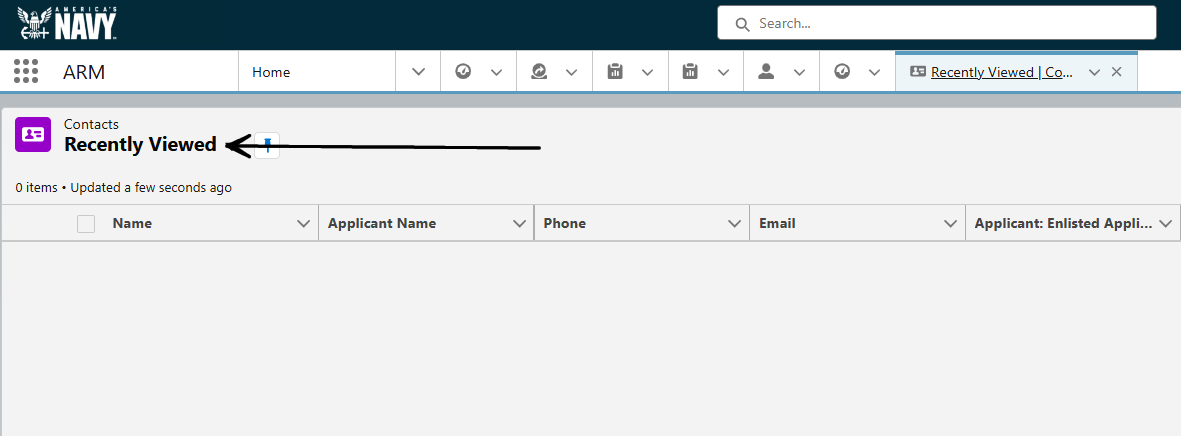 AMERICA'S
NAVY
Search...
ARM
Home
Recently Viewed | Co...
Contacts
Recently Viewed
0 items • Updated a few seconds ago
Name Applicant Name Phone Email Applicant: Enlisted Appli...